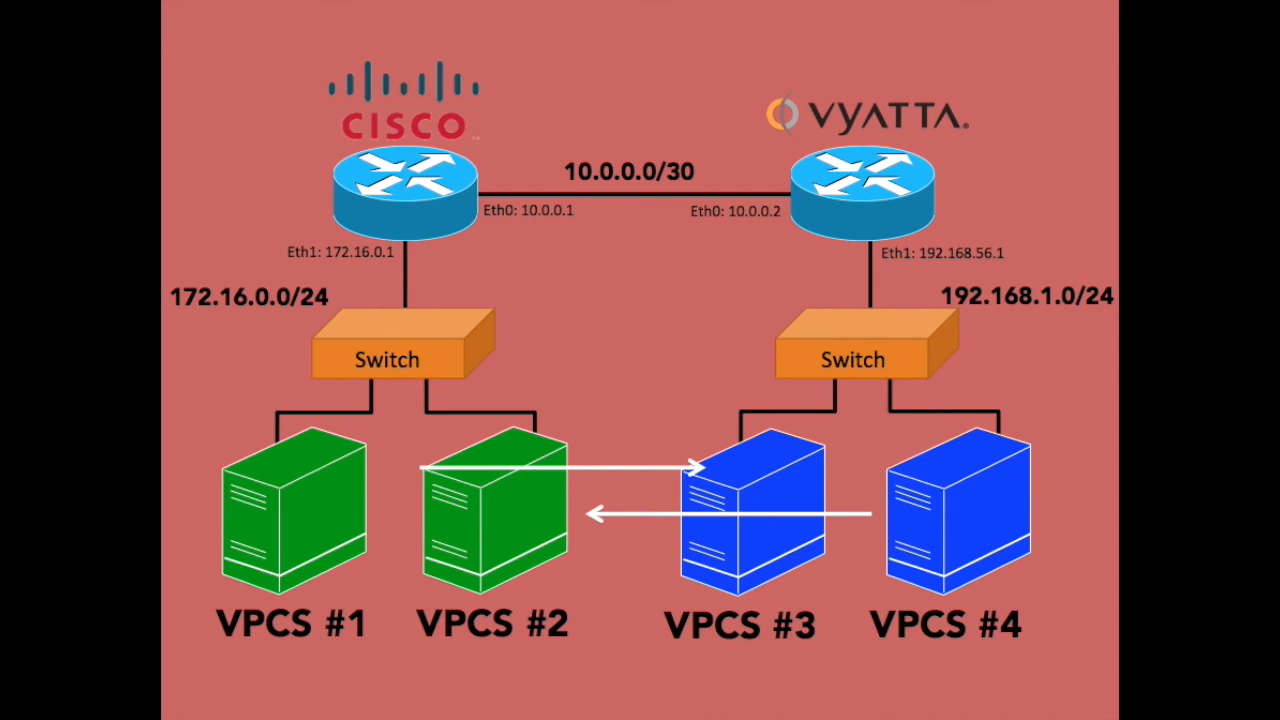 CISCO
VYATTA
10.0.0.0/30
Eth0: 10.0.0.1
Eth0: 10.0.0.2
Eth1: 172.16.0.1
Eth1: 192.168.56.1
172.16.0.0/24
192.168.1.0/24
Switch
Switch
VPCS #1
VPCS #2
VPCS #3
VPCS #4